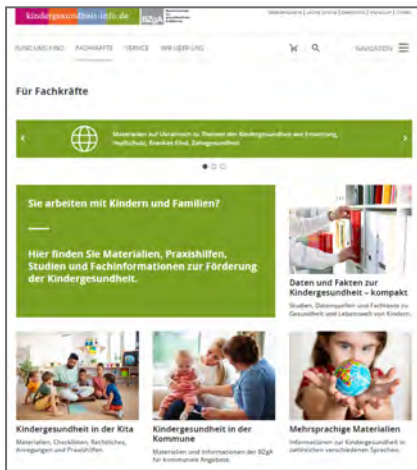 kindergesundheit-info.de
BZgA
RUND UMS KIND FACHKRÄFTE SERVICE WIR ÜBER UNS
NAVIGATION
Für Fachkräfte
Materialien auf Ukrainisch zu Themen der Kindergesundheit wie Ernährung,
Hautschutz, Krankes Kind, Zahngesundheit
Sie arbeiten mit Kindern und Familien?
Hier finden Sie Materialien, Praxishilfen,
Studien und Fachinformationen zur Förderung
der Kindergesundheit.
Daten und Fakten zur
Kindergesundheit – kompakt
Studien, Datenquellen und Fachtexte zu
Gesundheit und Lebenswelt von Kindern.
Kindergesundheit in der Kita
Materialien, Checklisten, Rechtliches,
Anregungen und Praxishilfen.
Kindergesundheit in der
Kommune
Materialien und Informationen der BZgA
für kommunale Angebote.
Mehrsprachige Materialien
Informationen zur Kindergesundheit in
zahlreichen verschiedenen Sprachen.